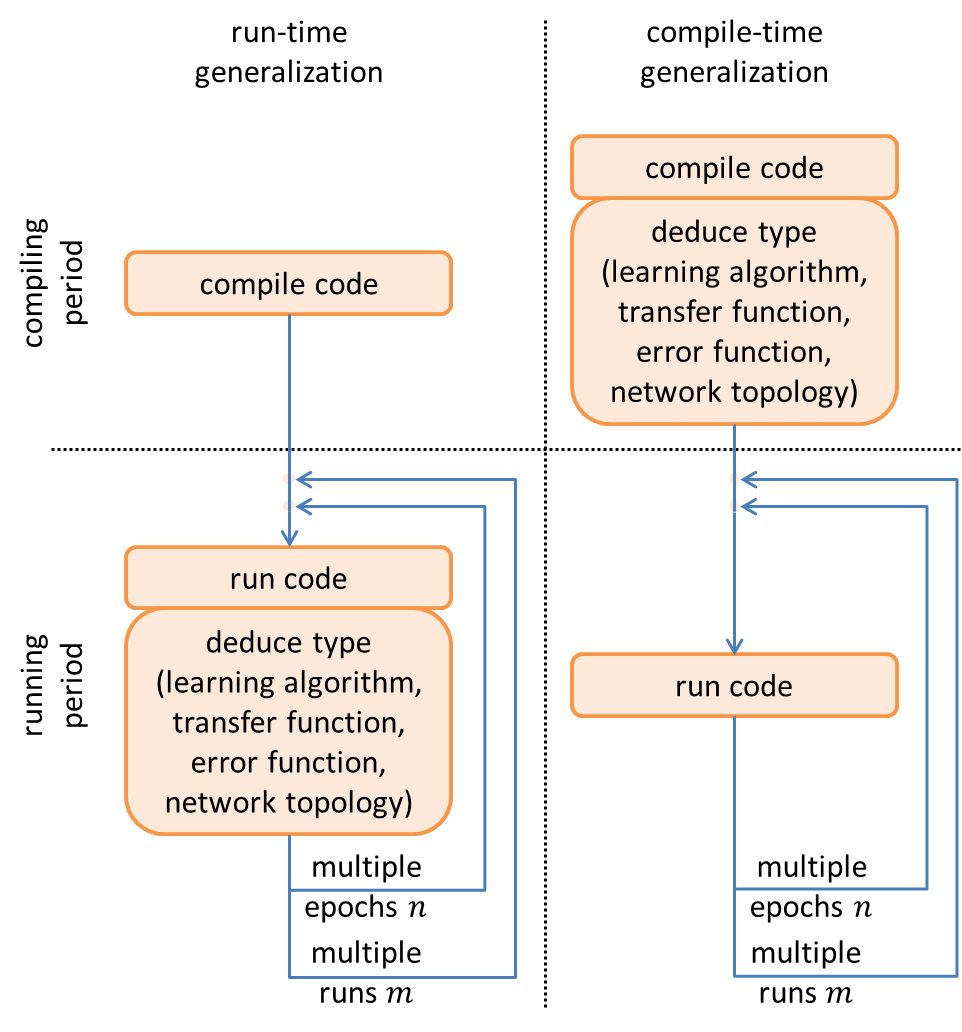 run-time
generalization
compile-time
generalization
compiling
period
compile code
compile code
deduce type
(learning algorithm,
transfer function,
error function,
network topology)
running
period
run code
deduce type
(learning algorithm,
transfer function,
error function,
network topology)
multiple
epochs n
multiple
runs m
run code
multiple
epochs n
multiple
runs m